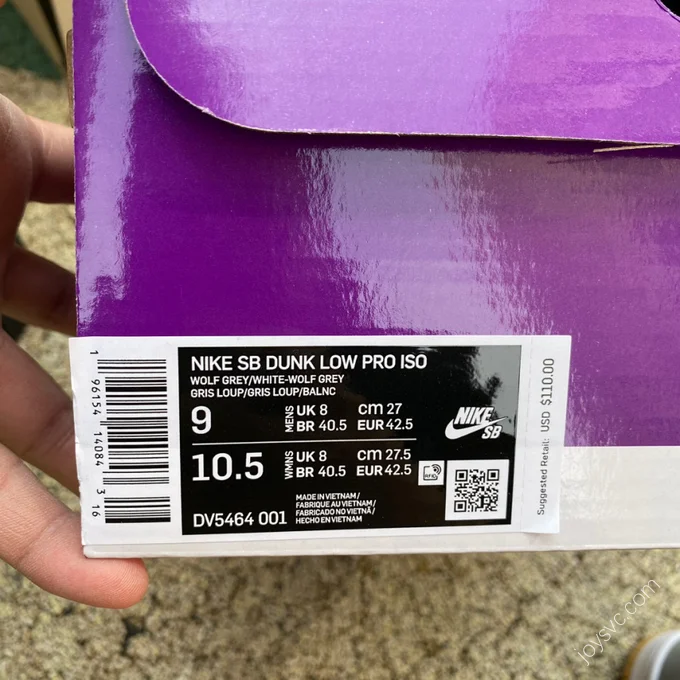 1 96154 14084 3 16
NIKE SB DUNK LOW PRO ISO
WOLF GREY/WHITE-WOLF GREY
GRIS LOUP/GRIS LOUP/BALNC
9 MENS UK 8 cm 27
BR 40.5 EUR 42.5
10.5 WMNS UK 8 cm 27.5
BR 40.5 EUR 42.5
DV5464 001
MADE IN VIETNAM/
FABRIQUE AU VIETNAM/
FABRICADO NO VIETNÃ/
HECHO EN VIETNAM
NIKE
SB
RFID
Suggested Retail: USD $110.00
joysvc.com